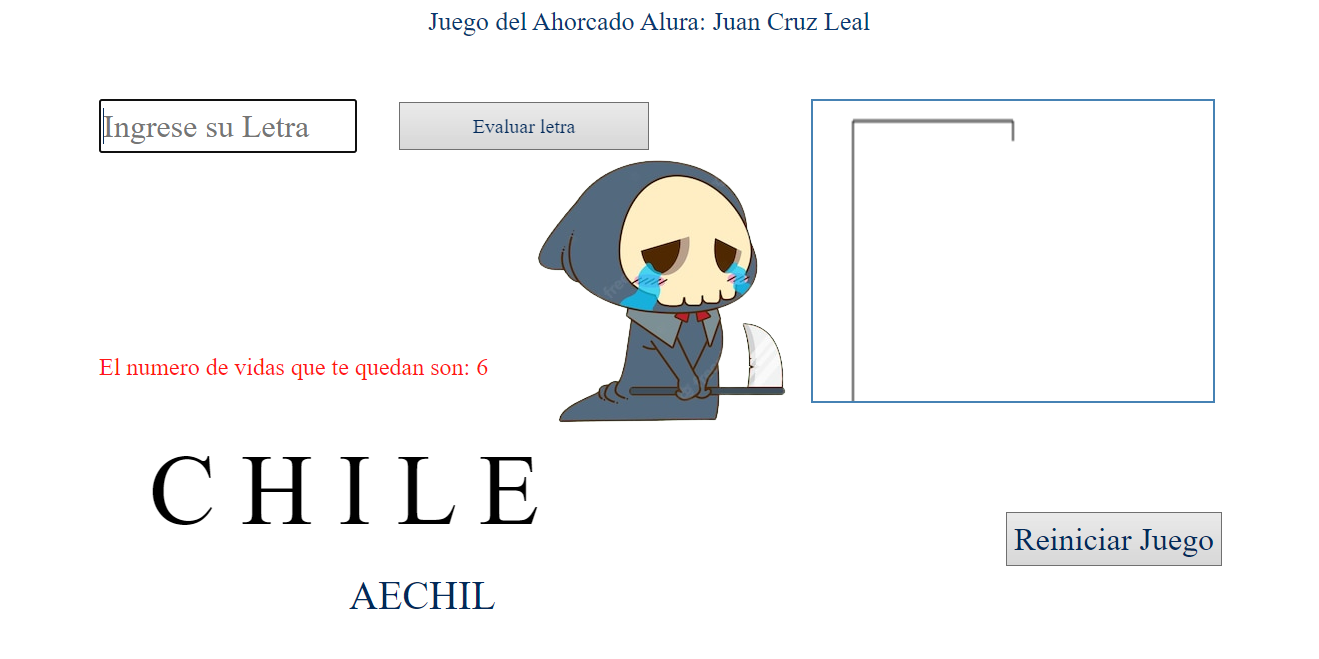 Juego del Ahorcado Alura: Juan Cruz Leal
Ingrese su Letra
Evaluar letra
El numero de vidas que te quedan son: 6
C H I L E
Reiniciar Juego
AECHIL